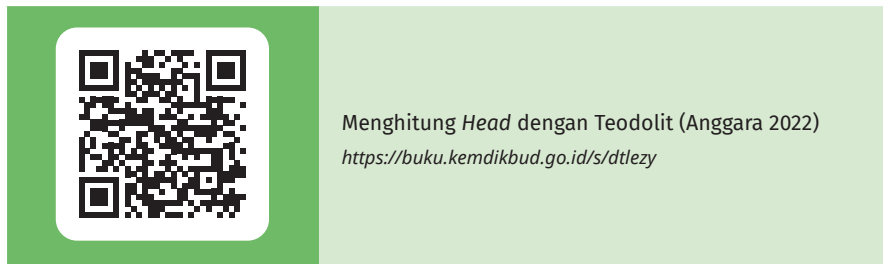 Menghitung Head dengan Teodolit (Anggara 2022)
https://buku.kemdikbud.go.id/s/dtlezy